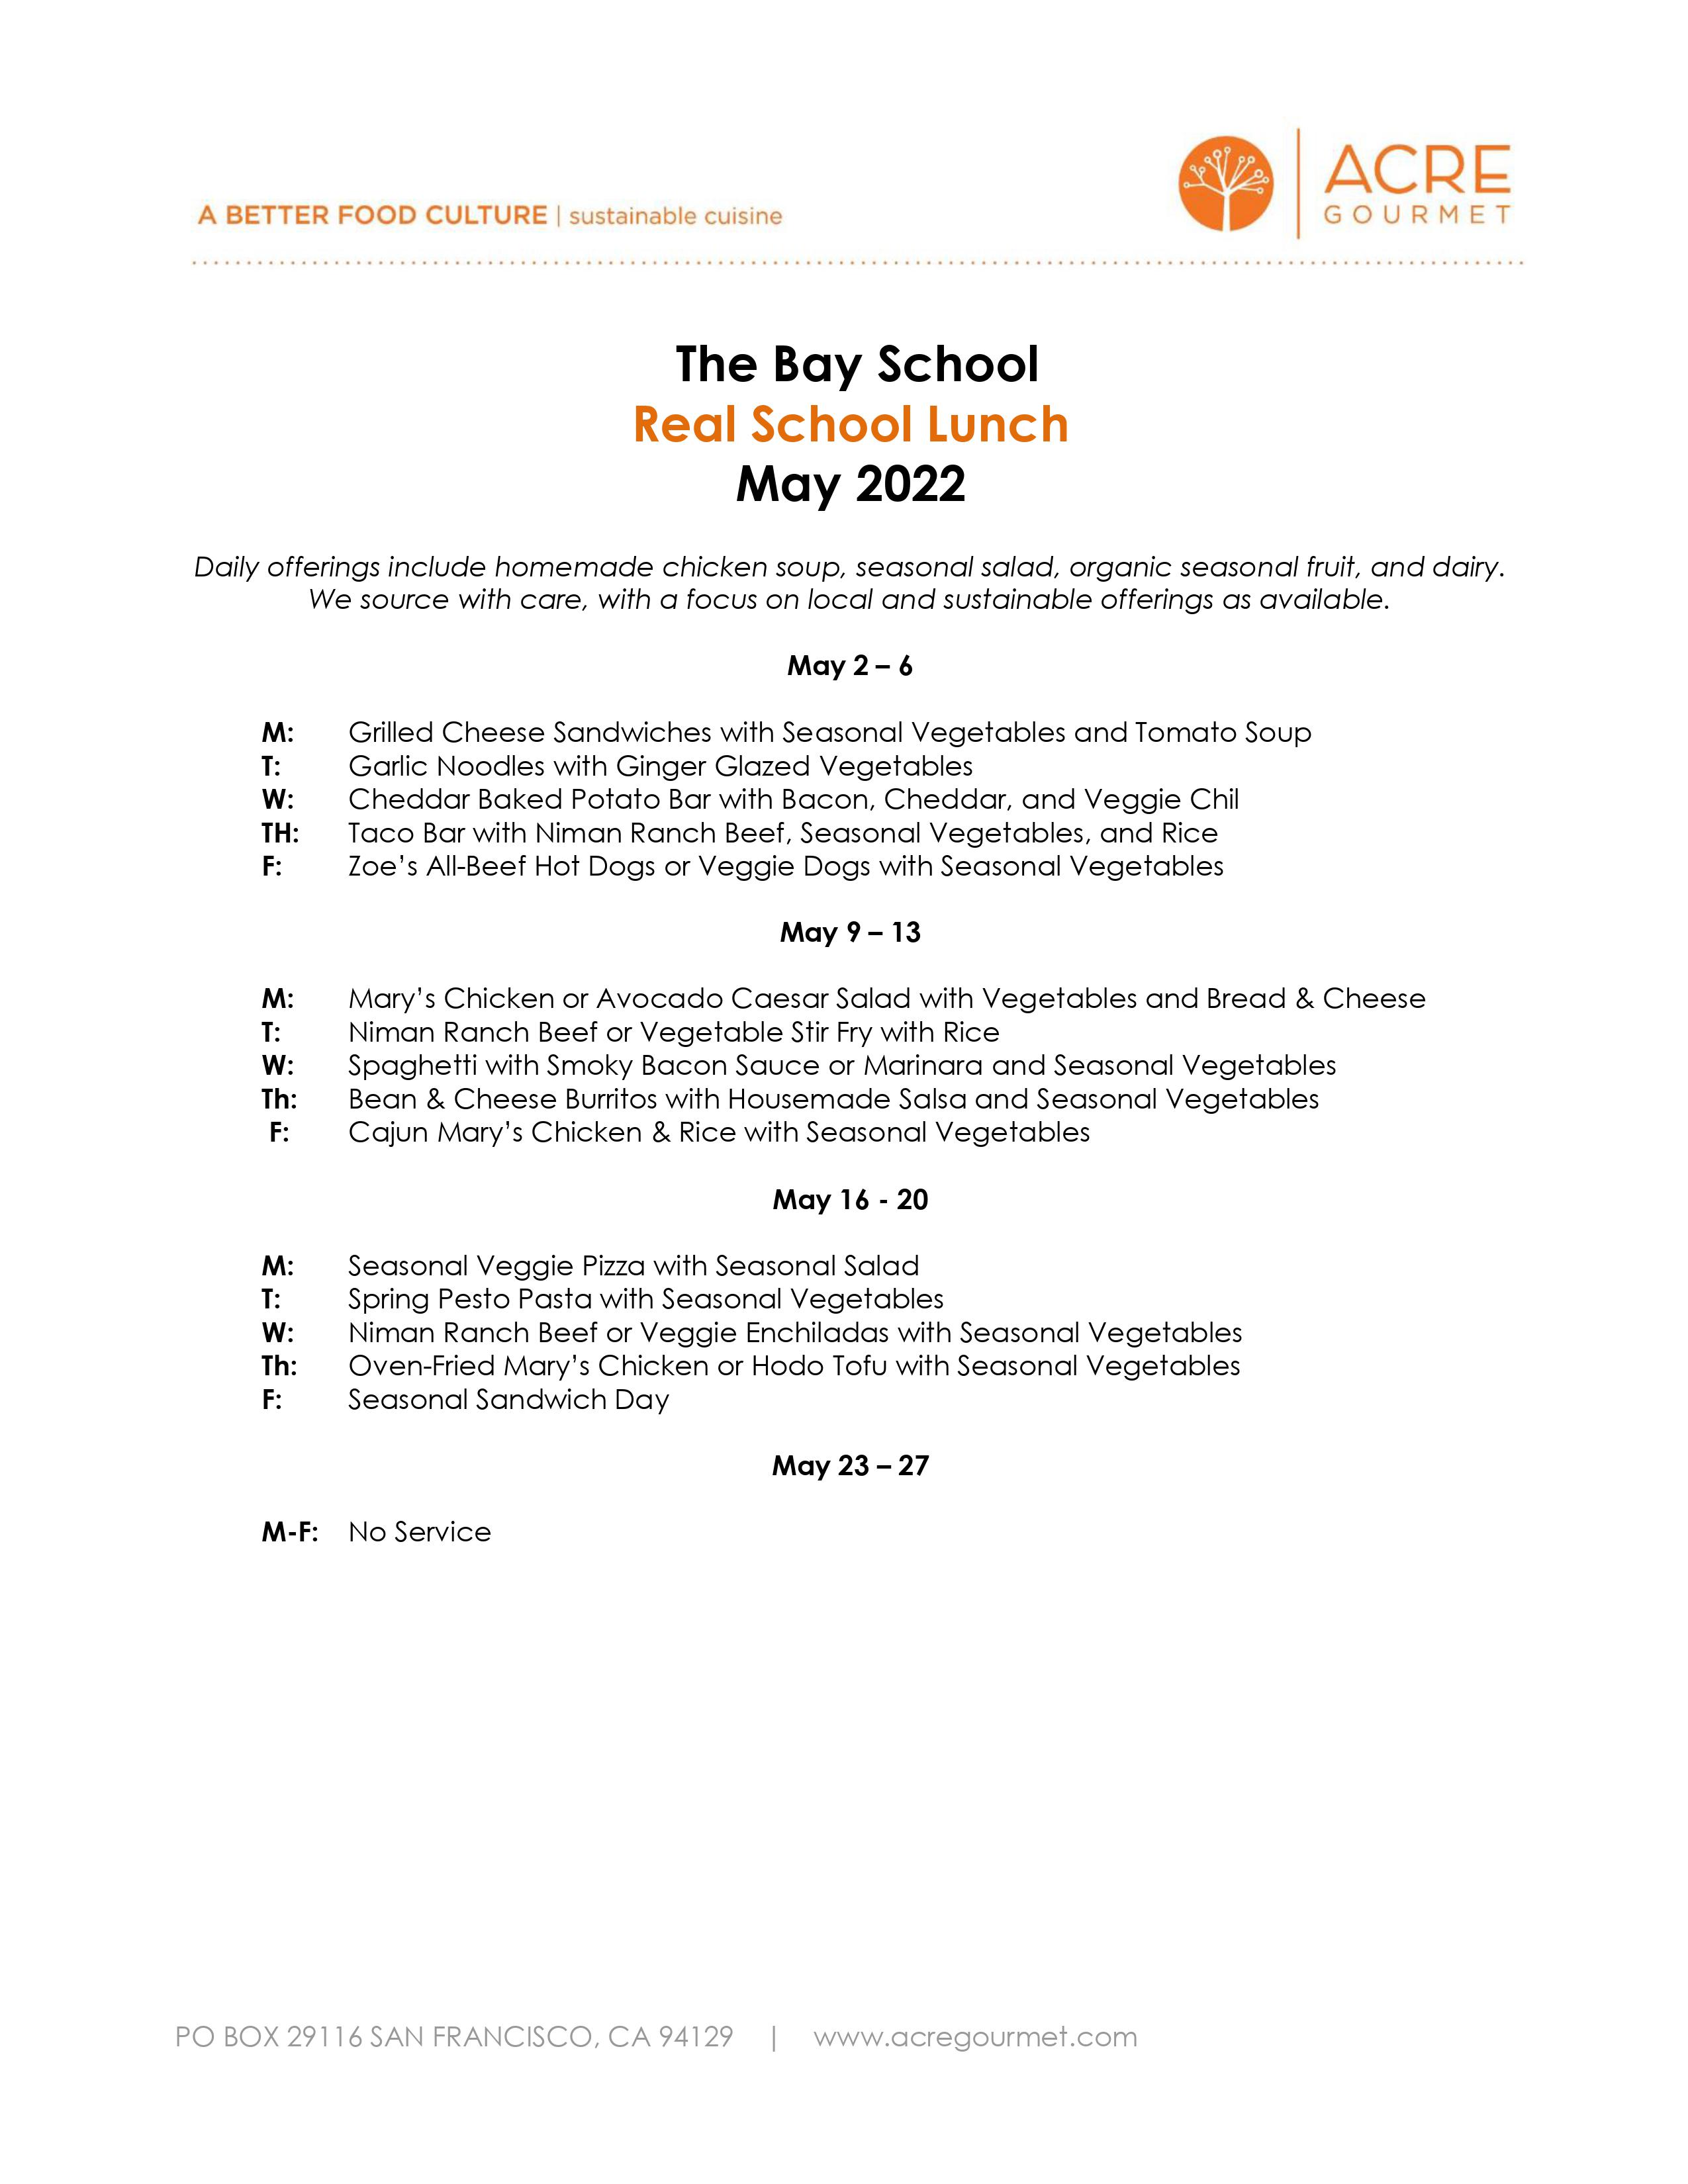 A BETTER FOOD CULTURE | sustainable cuisine
ACRE
GOURMET
The Bay School
Real School Lunch
May 2022
Daily offerings include homemade chicken soup, seasonal salad, organic seasonal fruit, and dairy.
We source with care, with a focus on local and sustainable offerings as available.
May 2 – 6
M: Grilled Cheese Sandwiches with Seasonal Vegetables and Tomato Soup
T: Garlic Noodles with Ginger Glazed Vegetables
W: Cheddar Baked Potato Bar with Bacon, Cheddar, and Veggie Chil
TH: Taco Bar with Niman Ranch Beef, Seasonal Vegetables, and Rice
F: Zoe’s All-Beef Hot Dogs or Veggie Dogs with Seasonal Vegetables
May 9 – 13
M: Mary’s Chicken or Avocado Caesar Salad with Vegetables and Bread & Cheese
T: Niman Ranch Beef or Vegetable Stir Fry with Rice
W: Spaghetti with Smoky Bacon Sauce or Marinara and Seasonal Vegetables
Th: Bean & Cheese Burritos with Housemade Salsa and Seasonal Vegetables
F: Cajun Mary’s Chicken & Rice with Seasonal Vegetables
May 16 - 20
M: Seasonal Veggie Pizza with Seasonal Salad
T: Spring Pesto Pasta with Seasonal Vegetables
W: Niman Ranch Beef or Veggie Enchiladas with Seasonal Vegetables
Th: Oven-Fried Mary’s Chicken or Hodo Tofu with Seasonal Vegetables
F: Seasonal Sandwich Day
May 23 – 27
M-F: No Service
PO BOX 29116 SAN FRANCISCO, CA 94129 | www.acregourmet.com